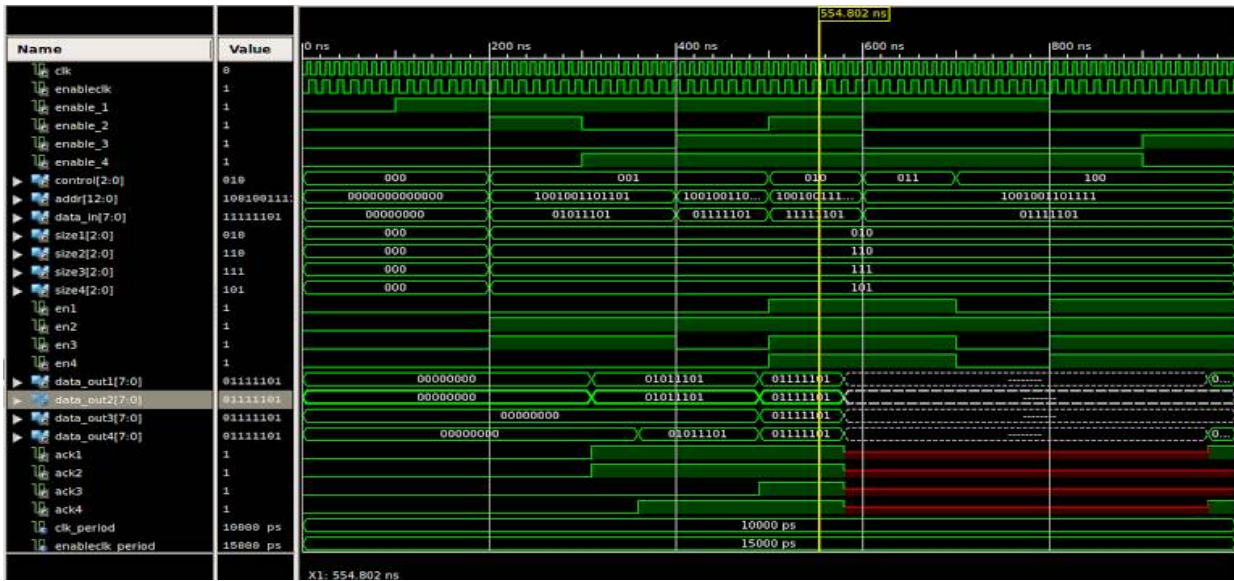 554.802 ns
Name Value 0 ns 200 ns 400 ns 600 ns 800 ns
clk 0
enableclk 1
enable_1 1
enable_2 1
enable_3 1
enable_4 1
control[2:0] 010 000 001 010 011 100
addr[12:0] 100100111: 0000000000000 1001001101101 100100110... 100100111... 1001001101111
data_in[7:0] 11111101 00000000 01011101 01111101 11111101 01111101
size1[2:0] 010 000 010
size2[2:0] 110 000 110
size3[2:0] 111 000 111
size4[2:0] 101 000 101
en1 1
en2 1
en3 1
en4 1
data_out1[7:0] 01111101 00000000 01011101 01111101 -------- 0...
data_out2[7:0] 01111101 00000000 01011101 01111101 --------
data_out3[7:0] 01111101 00000000 01111101 --------
data_out4[7:0] 01111101 00000000 01011101 01111101 -------- 0...
ack1 1
ack2 1
ack3 1
ack4 1
clk_period 10000 ps 10000 ps
enableclk_period 15000 ps 15000 ps
X1: 554.802 ns